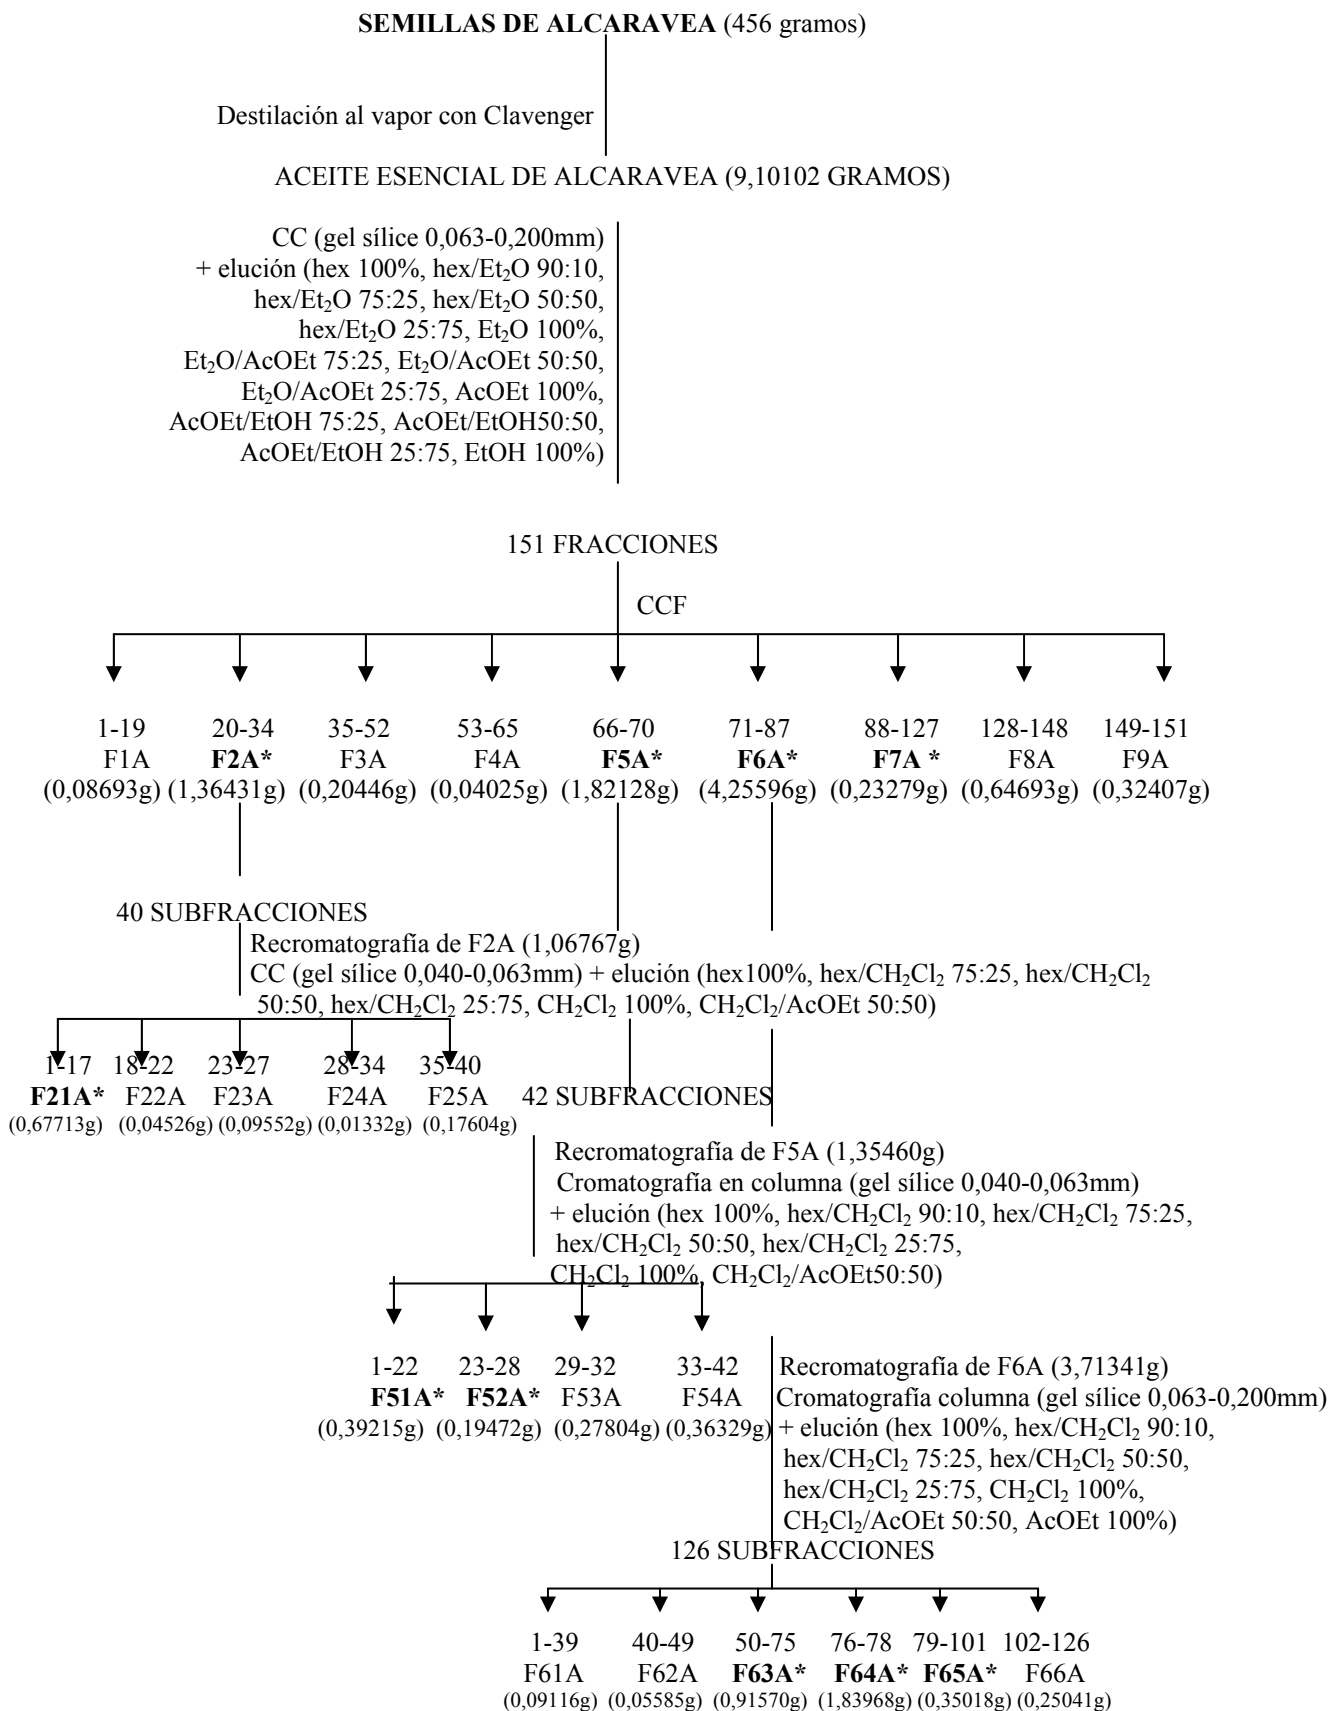 SEMILLAS DE ALCARAVEA (456 gramos)
Destilación al vapor con Clavenger
ACEITE ESENCIAL DE ALCARAVEA (9,10102 GRAMOS)
CC (gel sílice 0,063-0,200mm)
+ elución (hex 100%, hex/Et₂O 90:10,
hex/Et₂O 75:25, hex/Et₂O 50:50,
hex/Et₂O 25:75, Et₂O 100%,
Et₂O/AcOEt 75:25, Et₂O/AcOEt 50:50,
Et₂O/AcOEt 25:75, AcOEt 100%,
AcOEt/EtOH 75:25, AcOEt/EtOH50:50,
AcOEt/EtOH 25:75, EtOH 100%)
151 FRACCIONES
CCF
1-19 20-34 35-52 53-65 66-70 71-87 88-127 128-148 149-151
F1A F2A* F3A F4A F5A* F6A* F7A * F8A F9A
(0,08693g) (1,36431g) (0,20446g) (0,04025g) (1,82128g) (4,25596g) (0,23279g) (0,64693g) (0,32407g)
40 SUBFRACCIONES
Recromatografía de F2A (1,06767g)
CC (gel sílice 0,040-0,063mm) + elución (hex100%, hex/CH₂Cl₂ 75:25, hex/CH₂Cl₂
50:50, hex/CH₂Cl₂ 25:75, CH₂Cl₂ 100%, CH₂Cl₂/AcOEt 50:50)
1-17 18-22 23-27 28-34 35-40
F21A* F22A F23A F24A F25A
(0,67713g) (0,04526g) (0,09552g) (0,01332g) (0,17604g)
42 SUBFRACCIONES
Recromatografía de F5A (1,35460g)
Cromatografía en columna (gel sílice 0,040-0,063mm)
+ elución (hex 100%, hex/CH₂Cl₂ 90:10, hex/CH₂Cl₂ 75:25,
hex/CH₂Cl₂ 50:50, hex/CH₂Cl₂ 25:75,
CH₂Cl₂ 100%, CH₂Cl₂/AcOEt50:50)
1-22 23-28 29-32 33-42
F51A* F52A* F53A F54A
(0,39215g) (0,19472g) (0,27804g) (0,36329g)
Recromatografía de F6A (3,71341g)
Cromatografía columna (gel sílice 0,063-0,200mm)
+ elución (hex 100%, hex/CH₂Cl₂ 90:10,
hex/CH₂Cl₂ 75:25, hex/CH₂Cl₂ 50:50,
hex/CH₂Cl₂ 25:75, CH₂Cl₂ 100%,
CH₂Cl₂/AcOEt 50:50, AcOEt 100%)
126 SUBFRACCIONES
1-39 40-49 50-75 76-78 79-101 102-126
F61A F62A F63A* F64A* F65A* F66A
(0,09116g) (0,05585g) (0,91570g) (1,83968g) (0,35018g) (0,25041g)